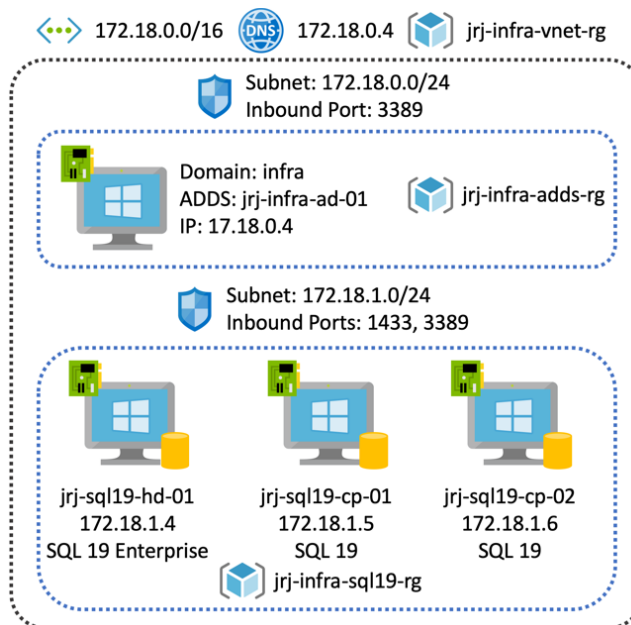 172.18.0.0/16 DNS 172.18.0.4 jrj-infra-vnet-rg
Subnet: 172.18.0.0/24
Inbound Port: 3389
Domain: infra
ADDS: jrj-infra-ad-01
IP: 17.18.0.4
jrj-infra-adds-rg
Subnet: 172.18.1.0/24
Inbound Ports: 1433, 3389
jrj-sql19-hd-01
172.18.1.4
SQL 19 Enterprise
jrj-sql19-cp-01
172.18.1.5
SQL 19
jrj-sql19-cp-02
172.18.1.6
SQL 19
jrj-infra-sql19-rg